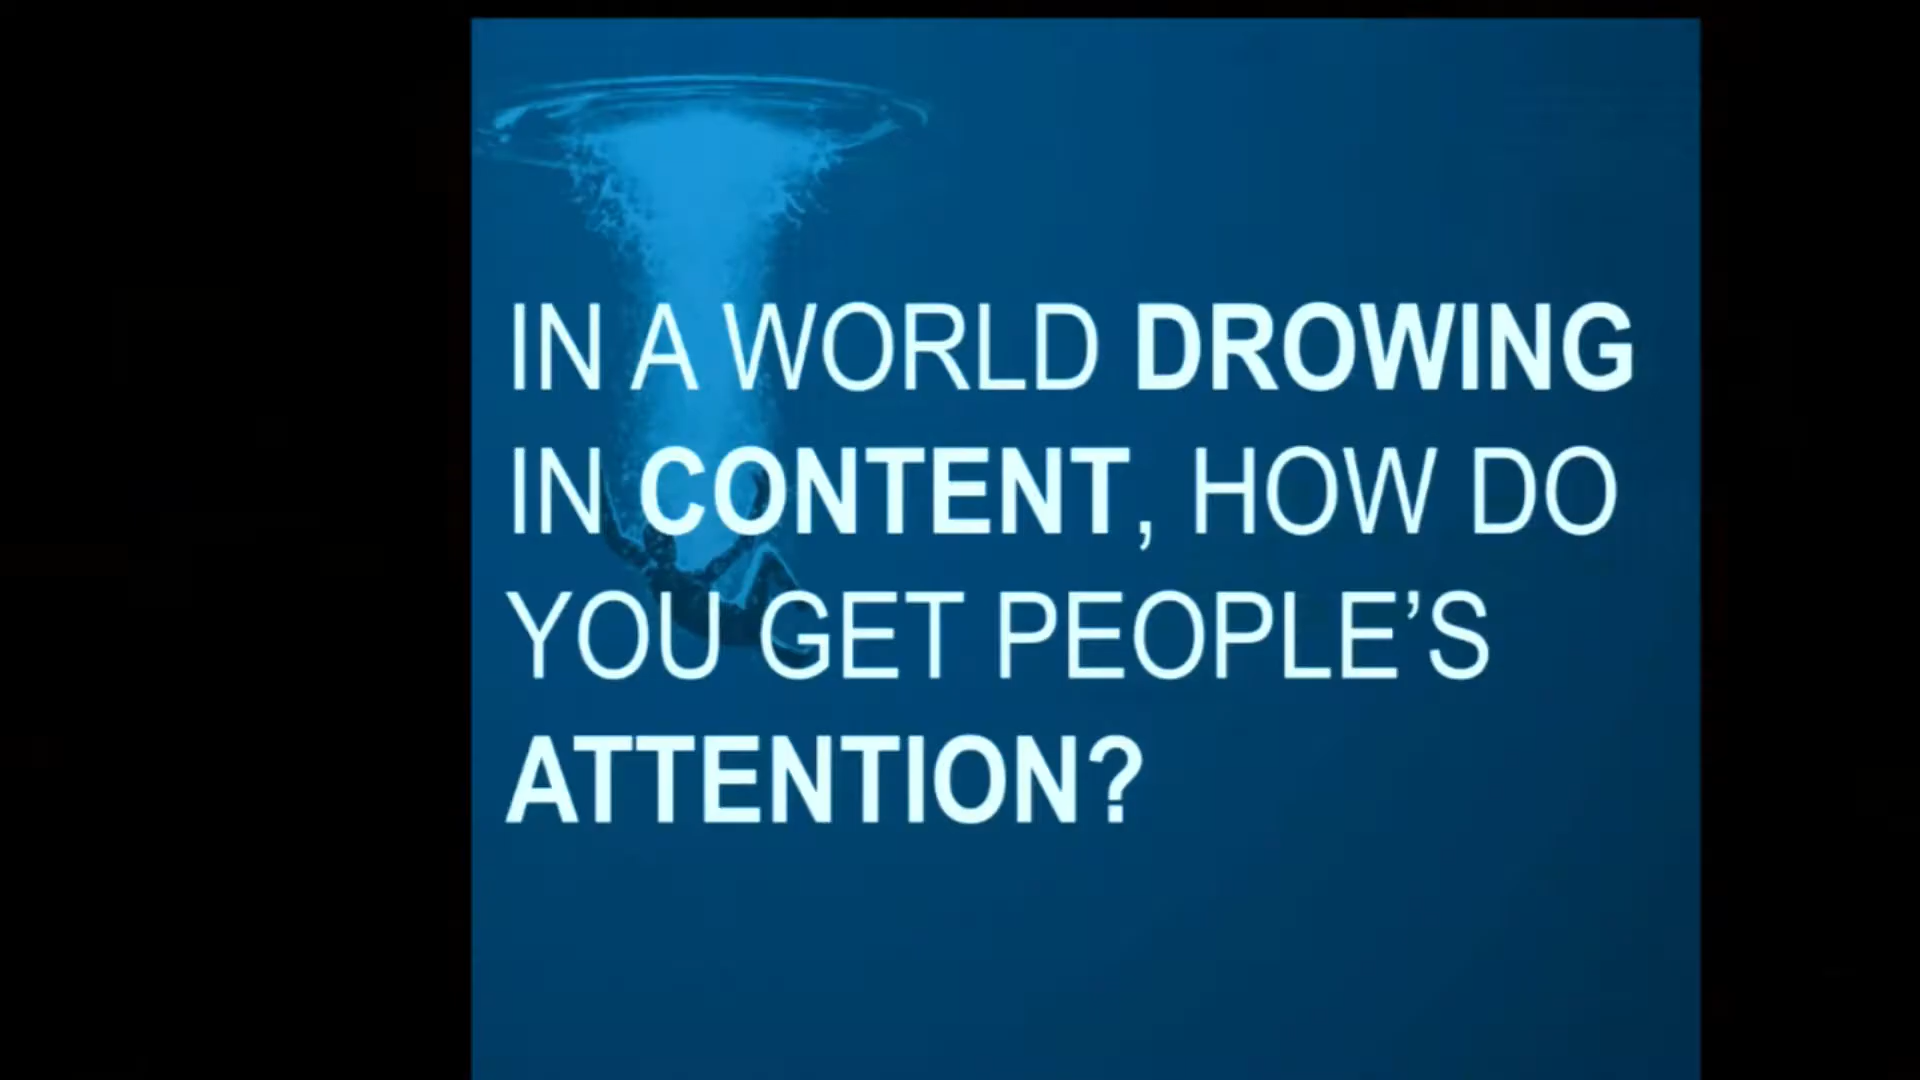 IN A WORLD DROWING
IN CONTENT, HOW DO
YOU GET PEOPLE’S
ATTENTION?